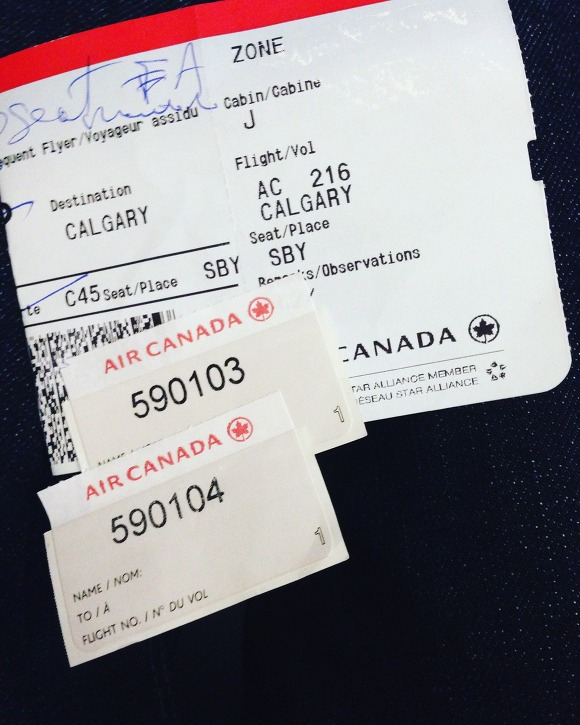 ZONE
equent Flyer/Voyageur assidu
Cabin/Cabine
J
Flight/Vol
AC 216
CALGARY
Seat/Place
SBY
Remarks/Observations
Destination
CALGARY
te C45 Seat/Place SBY
CANADA
STAR ALLIANCE MEMBER
RÉSEAU STAR ALLIANCE
AIR CANADA
590103
1
AIR CANADA
590104
1
NAME / NOM:
TO / À
FLIGHT NO. / N° DU VOL